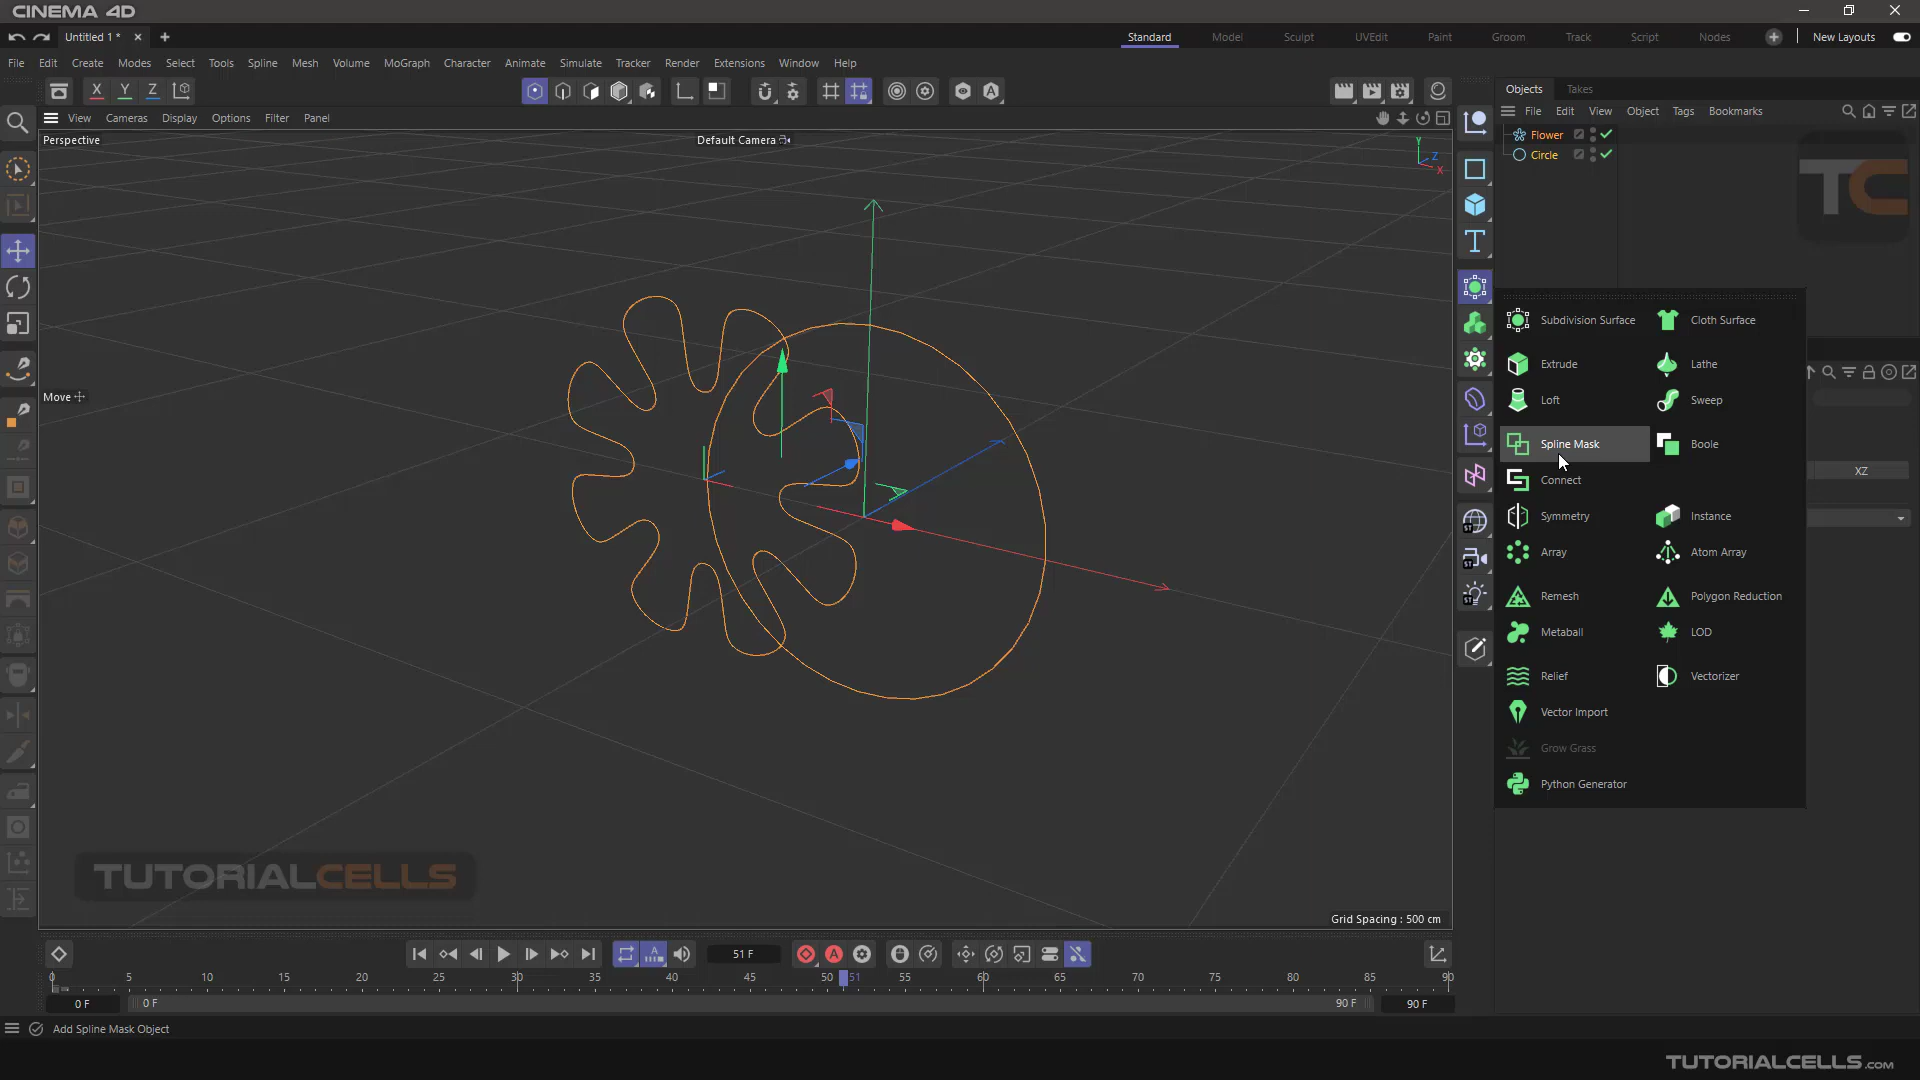 CINEMA 4D
Untitled 1 *
Standard
Model
Sculpt
UVEdit
Paint
Groom
Track
Script
Nodes
New Layouts
File Edit Create Modes Select Tools Spline Mesh Volume MoGraph Character Animate Simulate Tracker Render Extensions Window Help
X Y Z
Objects Takes
View Cameras Display Options Filter Panel
File Edit View Object Tags Bookmarks
Perspective
Default Camera
Y
Z
X
Flower
Circle
TC
Move
Subdivision Surface
Cloth Surface
Extrude
Lathe
Loft
Sweep
Spline Mask
Boole
XZ
Connect
Symmetry
Instance
Array
Atom Array
Remesh
Polygon Reduction
Metaball
LOD
Relief
Vectorizer
Vector Import
Grow Grass
Python Generator
ST
ST
ST
TUTORIALCELLS
Grid Spacing : 500 cm
51 F
0 5 10 15 20 25 30 35 40 45 50 51 55 60 65 70 75 80 85 90
0 F
0 F
90 F
90 F
Add Spline Mask Object
TUTORIALCELLS.COM